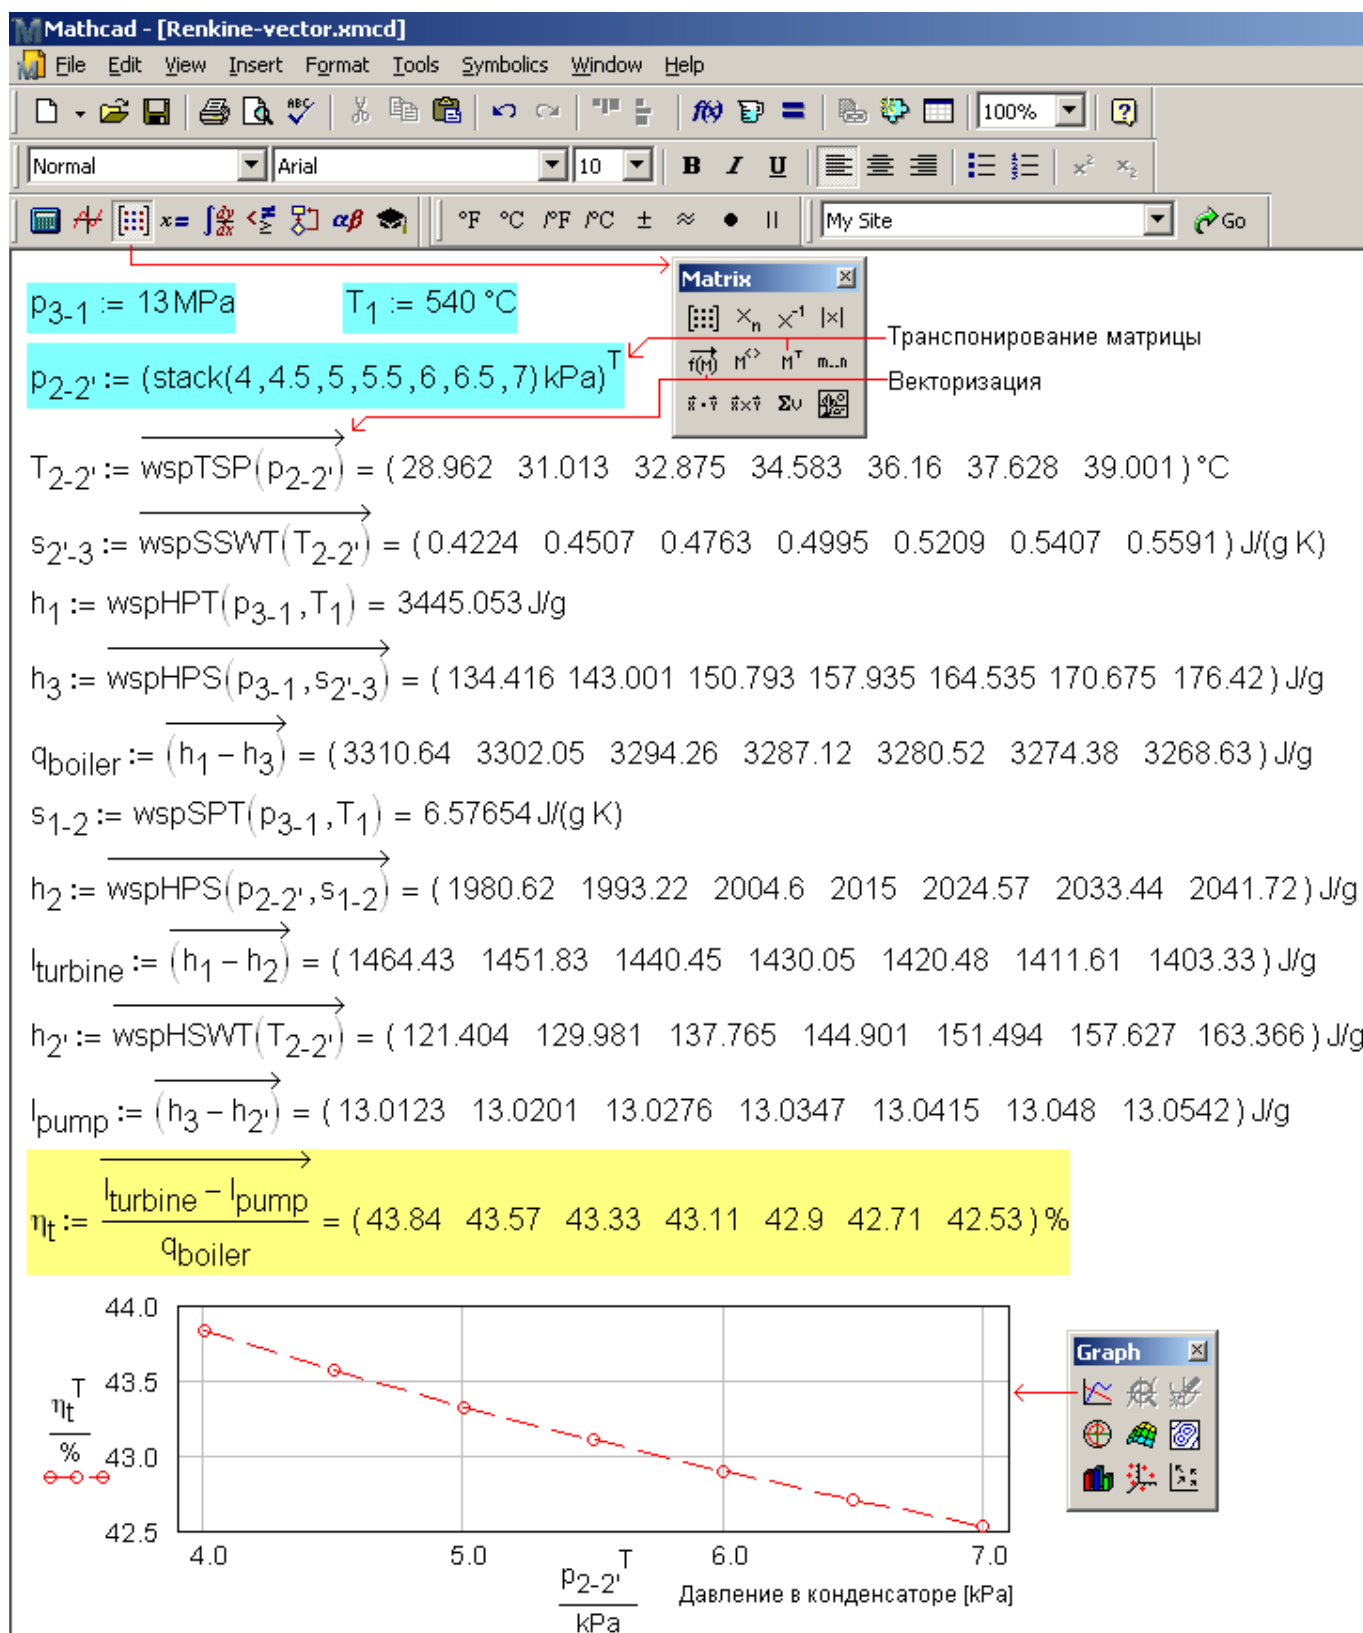 Mathcad - [Renkine-vector.xmcd]
File Edit View Insert Format Tools Symbolics Window Help
100%
Normal Arial 10 B I U
°F °C /°F /°C ± ≈ ● || My Site Go
p3-1 := 13 MPa T1 := 540 °C
Matrix
Транспонирование матрицы
p2-2' := (stack(4,4.5,5,5.5,6,6.5,7) kPa)^T
Векторизация
T2-2' := wspTSP(p2-2') = (28.962 31.013 32.875 34.583 36.16 37.628 39.001) °C
s2'-3 := wspSSWT(T2-2') = (0.4224 0.4507 0.4763 0.4995 0.5209 0.5407 0.5591) J/(g K)
h1 := wspHPT(p3-1,T1) = 3445.053 J/g
h3 := wspHPS(p3-1,s2'-3) = (134.416 143.001 150.793 157.935 164.535 170.675 176.42) J/g
qboiler := (h1 − h3) = (3310.64 3302.05 3294.26 3287.12 3280.52 3274.38 3268.63) J/g
s1-2 := wspSPT(p3-1,T1) = 6.57654 J/(g K)
h2 := wspHPS(p2-2',s1-2) = (1980.62 1993.22 2004.6 2015 2024.57 2033.44 2041.72) J/g
lturbine := (h1 − h2) = (1464.43 1451.83 1440.45 1430.05 1420.48 1411.61 1403.33) J/g
h2' := wspHSWT(T2-2') = (121.404 129.981 137.765 144.901 151.494 157.627 163.366) J/g
lpump := (h3 − h2') = (13.0123 13.0201 13.0276 13.0347 13.0415 13.048 13.0542) J/g
ηt := (lturbine − lpump)/qboiler = (43.84 43.57 43.33 43.11 42.9 42.71 42.53) %
44.0
43.5
43.0
42.5
ηt^T
%
Graph
4.0 5.0 6.0 7.0
p2-2'^T
kPa
Давление в конденсаторе [kPa]